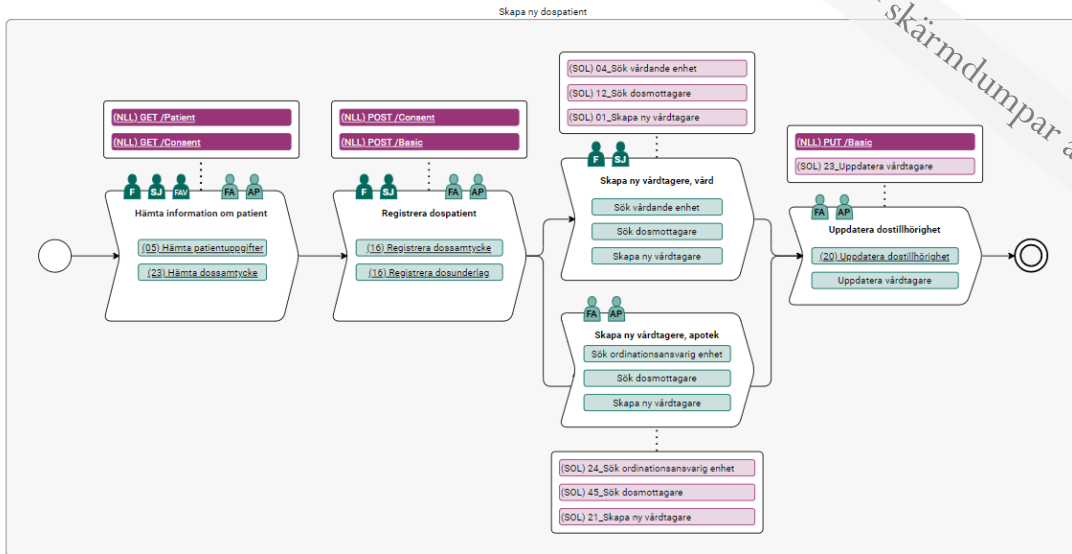 Skapa ny dospatient
skärmdumpar
(SOL) 04_Sök vårdande enhet
(SOL) 12_Sök dosmottagare
(SOL) 01_Skapa ny vårdtagare
(NLL) GET /Patient
(NLL) GET /Consent
(NLL) POST /Consent
(NLL) POST /Basic
(NLL) PUT /Basic
(SOL) 23_Uppdatera vårdtagare
F SJ FAV FA AP
Hämta information om patient
(05) Hämta patientuppgifter
(23) Hämta dossamtycke
F SJ FA AP
Registrera dospatient
(16) Registrera dossamtycke
(16) Registrera dosunderlag
F SJ
Skapa ny vårdtagere, vård
Sök vårdande enhet
Sök dosmottagare
Skapa ny vårdtagare
FA AP
Skapa ny vårdtagere, apotek
Sök ordinationsansvarig enhet
Sök dosmottagare
Skapa ny vårdtagare
FA AP
Uppdatera dostillhörighet
(20) Uppdatera dostillhörighet
Uppdatera vårdtagare
(SOL) 24_Sök ordinationsansvarig enhet
(SOL) 45_Sök dosmottagare
(SOL) 21_Skapa ny vårdtagare